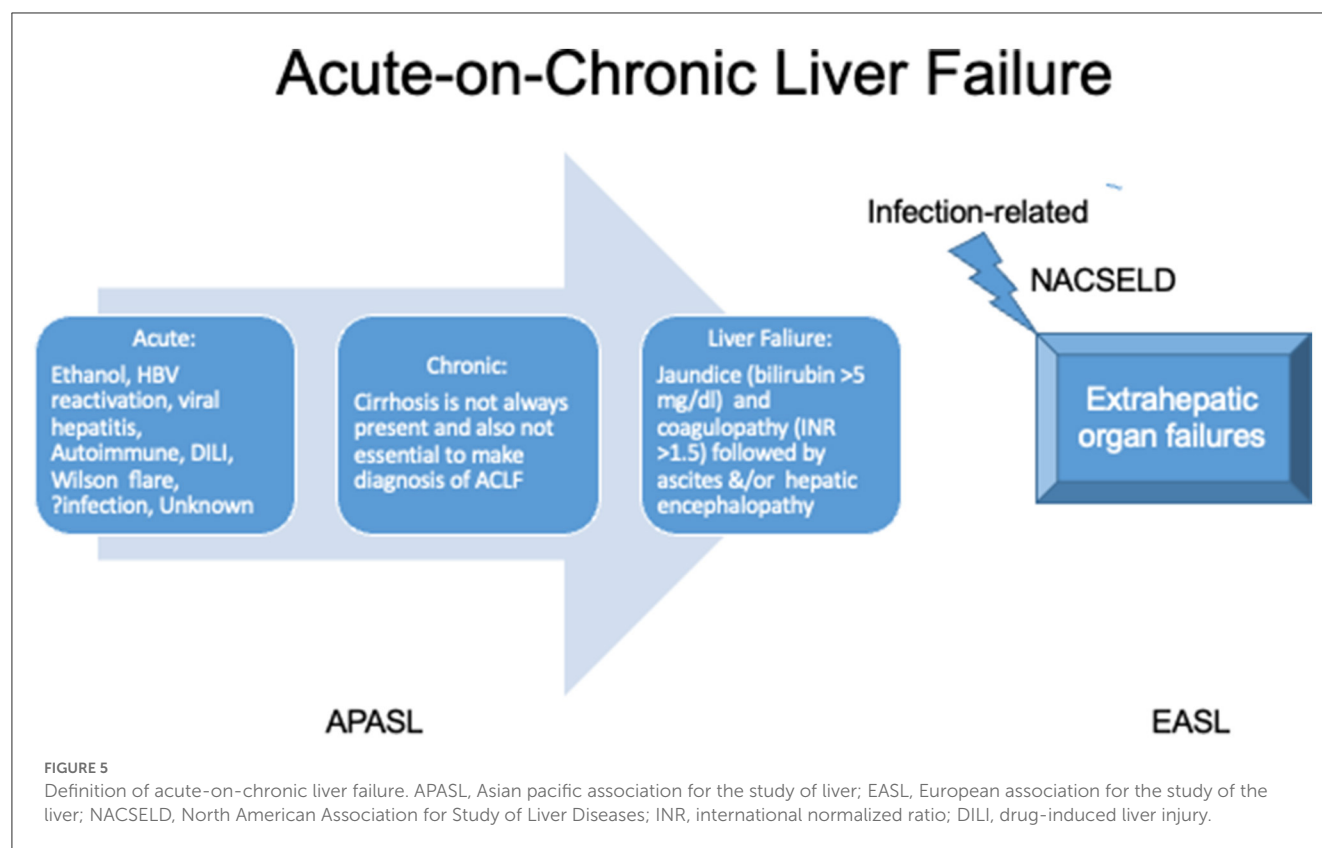 Acute-on-Chronic Liver Failure
Acute:
Ethanol, HBV
reactivation, viral
hepatitis,
Autoimmune, DILI,
Wilson flare,
?infection, Unknown
Chronic:
Cirrhosis is not always
present and also not
essential to make
diagnosis of ACLF
Liver Faliure:
Jaundice (bilirubin >5
mg/dl) and
coagulopathy (INR
>1.5) followed by
ascites &/or hepatic
encephalopathy
Infection-related
NACSELD
Extrahepatic
organ failures
APASL
EASL
FIGURE 5
Definition of acute-on-chronic liver failure. APASL, Asian pacific association for the study of liver; EASL, European association for the study of the
liver; NACSELD, North American Association for Study of Liver Diseases; INR, international normalized ratio; DILI, drug-induced liver injury.